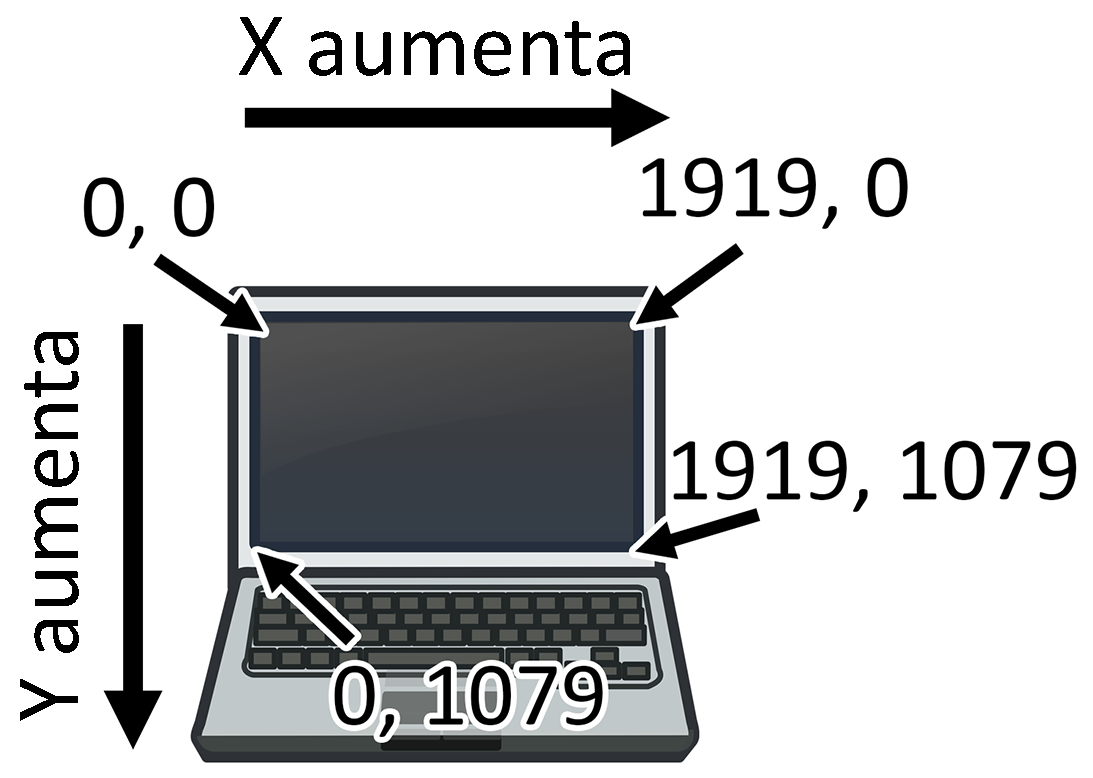 X aumenta
0, 0
1919, 0
Y aumenta
1919, 1079
0, 1079